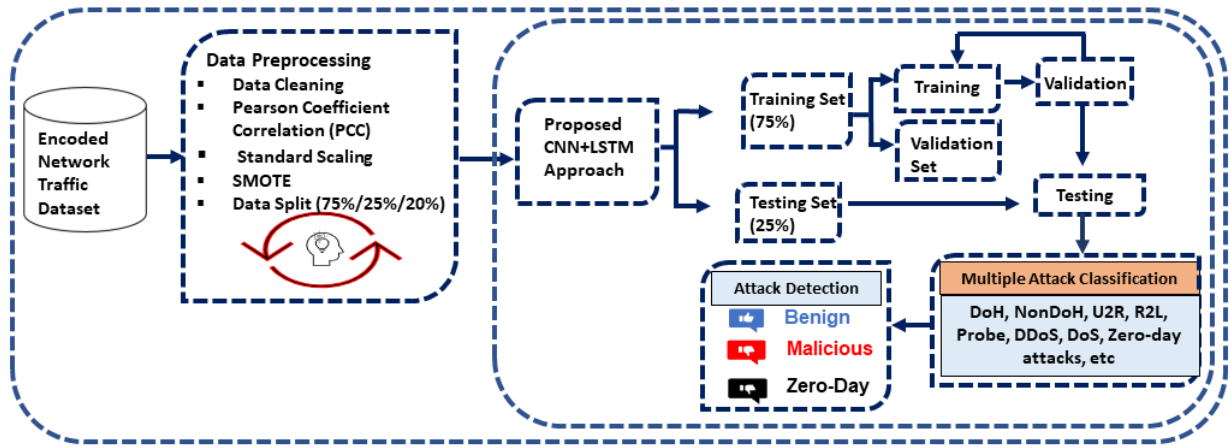 Encoded
Network
Traffic
Dataset
Data Preprocessing
▪ Data Cleaning
▪ Pearson Coefficient
Correlation (PCC)
▪ Standard Scaling
▪ SMOTE
▪ Data Split (75%/25%/20%)
Proposed
CNN+LSTM
Approach
Training Set
(75%)
Training
Validation
Validation
Set
Testing Set
(25%)
Testing
Multiple Attack Classification
DoH, NonDoH, U2R, R2L,
Probe, DDoS, DoS, Zero-day
attacks, etc
Attack Detection
Benign
Malicious
Zero-Day